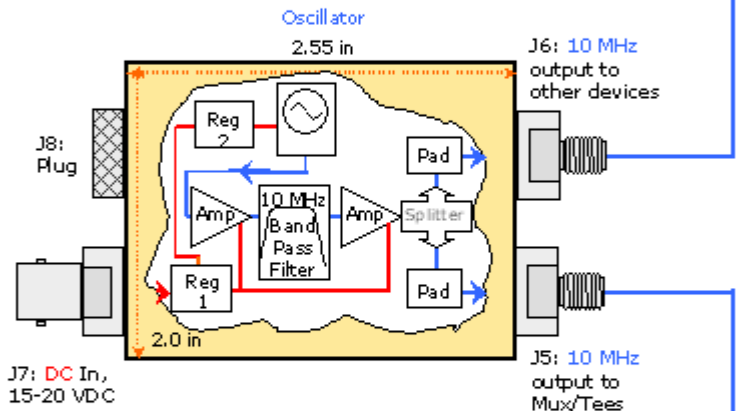 Oscillator
2.55 in
J6: 10 MHz
output to
other devices
J8:
Plug
Reg
2
Pad
Amp
10 MHz
Band
Pass
Filter
Amp
Splitter
Reg
1
Pad
2.0 in
J7: DC In,
15-20 VDC
J5: 10 MHz
output to
Mux/Tees